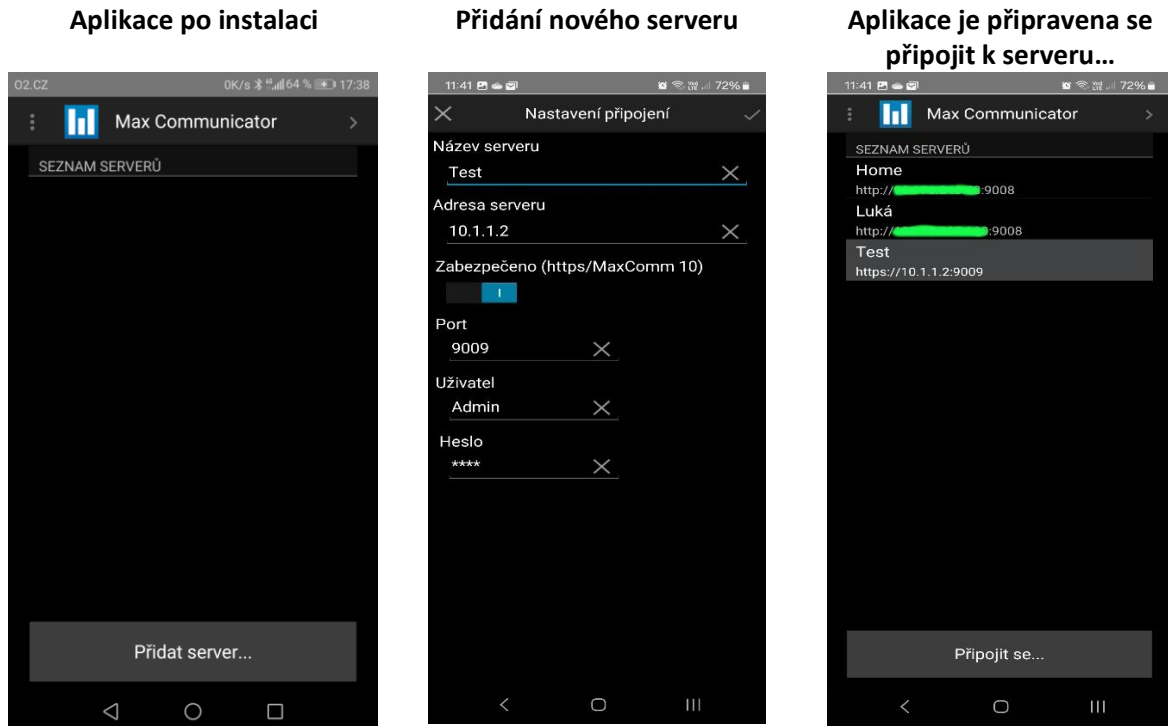 Aplikace po instalaci
O2.CZ
0K/s 64 % 17:38
Max Communicator
SEZNAM SERVERŮ
Přidat server...
Přidání nového serveru
11:41
72%
Nastavení připojení
Název serveru
Test
Adresa serveru
10.1.1.2
Zabezpečeno (https/MaxComm 10)
Port
9009
Uživatel
Admin
Heslo
****
Aplikace je připravena se
připojit k serveru…
11:41
72%
Max Communicator
SEZNAM SERVERŮ
Home
http:// :9008
Luká
http:// :9008
Test
https://10.1.1.2:9009
Připojit se...